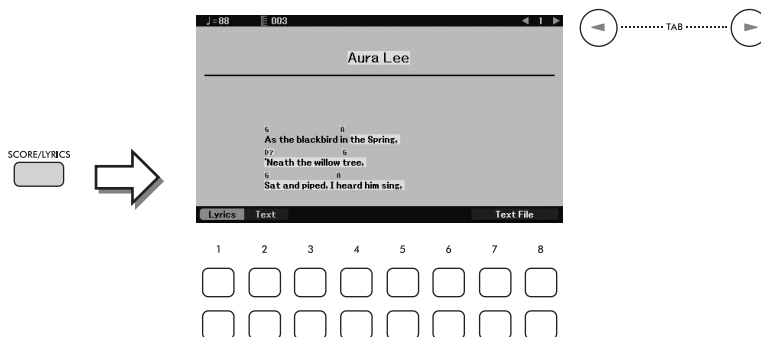 ♩=88 003 ◀ 1 ▶
◀ TAB ▶
Aura Lee
G A
As the blackbird in the Spring,
D7 G
'Neath the willow tree,
G A
Sat and piped, I heard him sing,
SCORE/LYRICS
Lyrics Text Text File
1 2 3 4 5 6 7 8